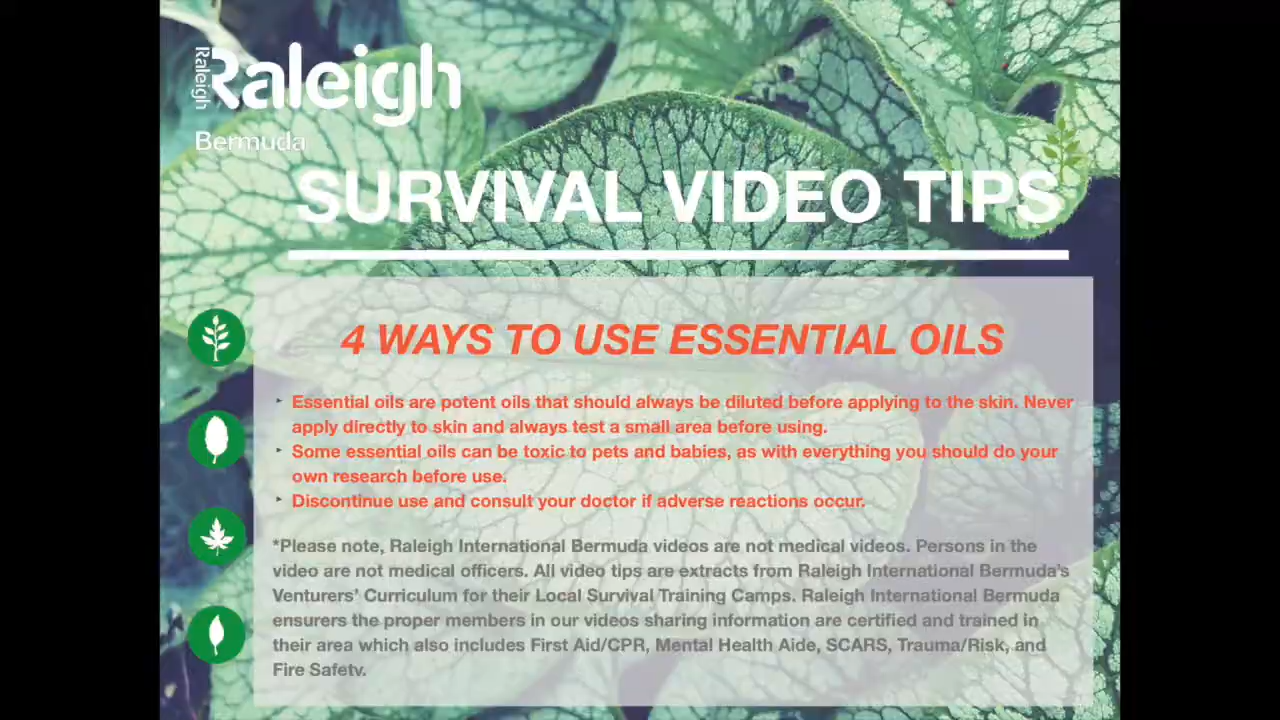 Raleigh
Raleigh
Bermuda
SURVIVAL VIDEO TIPS
4 WAYS TO USE ESSENTIAL OILS
‣ Essential oils are potent oils that should always be diluted before applying to the skin. Never
apply directly to skin and always test a small area before using.
‣ Some essential oils can be toxic to pets and babies, as with everything you should do your
own research before use.
‣ Discontinue use and consult your doctor if adverse reactions occur.
*Please note, Raleigh International Bermuda videos are not medical videos. Persons in the
video are not medical officers. All video tips are extracts from Raleigh International Bermuda’s
Venturers’ Curriculum for their Local Survival Training Camps. Raleigh International Bermuda
ensurers the proper members in our videos sharing information are certified and trained in
their area which also includes First Aid/CPR, Mental Health Aide, SCARS, Trauma/Risk, and
Fire Safety.